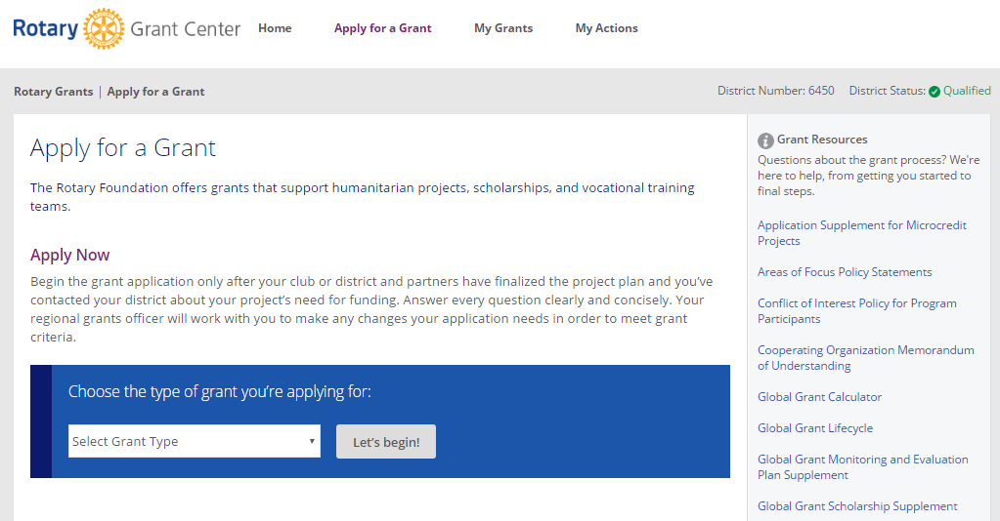 Rotary Grant Center Home Apply for a Grant My Grants My Actions
Rotary Grants | Apply for a Grant District Number: 6450 District Status: Qualified
Apply for a Grant
The Rotary Foundation offers grants that support humanitarian projects, scholarships, and vocational training
teams.
Apply Now
Begin the grant application only after your club or district and partners have finalized the project plan and you've
contacted your district about your project's need for funding. Answer every question clearly and concisely. Your
regional grants officer will work with you to make any changes your application needs in order to meet grant
criteria.
Choose the type of grant you're applying for:
Select Grant Type Let's begin!
Grant Resources
Questions about the grant process? We're
here to help, from getting you started to
final steps.
Application Supplement for Microcredit
Projects
Areas of Focus Policy Statements
Conflict of Interest Policy for Program
Participants
Cooperating Organization Memorandum
of Understanding
Global Grant Calculator
Global Grant Lifecycle
Global Grant Monitoring and Evaluation
Plan Supplement
Global Grant Scholarship Supplement